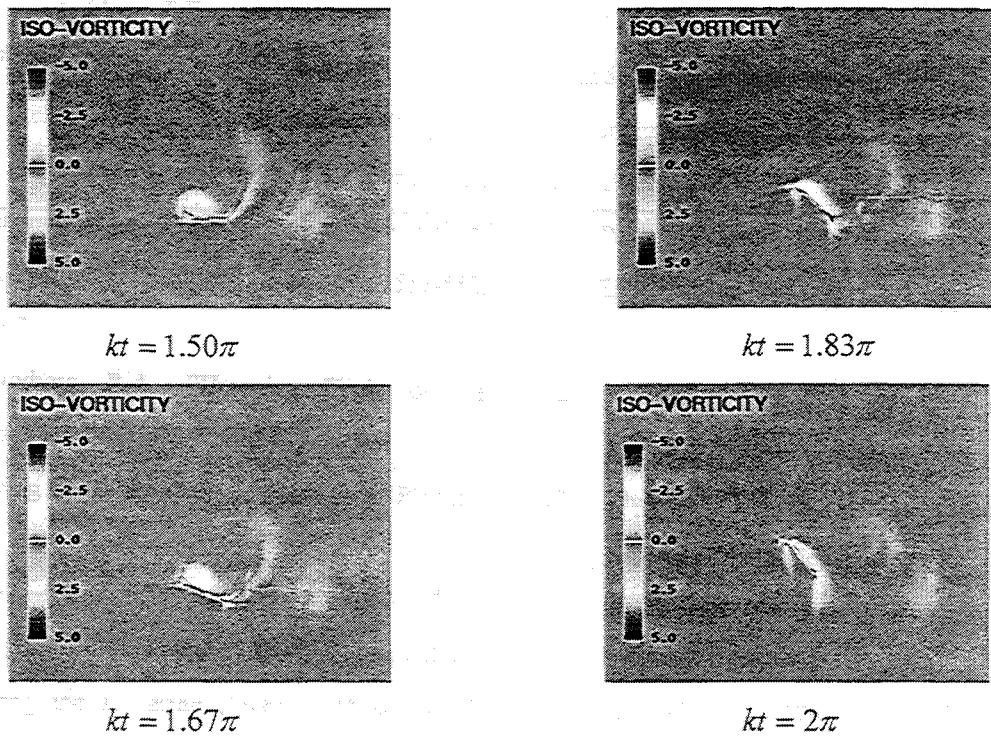 ISO-VORTICITY
-5.0
-2.5
0.0
2.5
5.0
kt = 1.50π
ISO-VORTICITY
-5.0
-2.5
0.0
2.5
5.0
kt = 1.83π
ISO-VORTICITY
-5.0
-2.5
0.0
2.5
5.0
kt = 1.67π
ISO-VORTICITY
-5.0
-2.5
0.0
2.5
5.0
kt = 2π